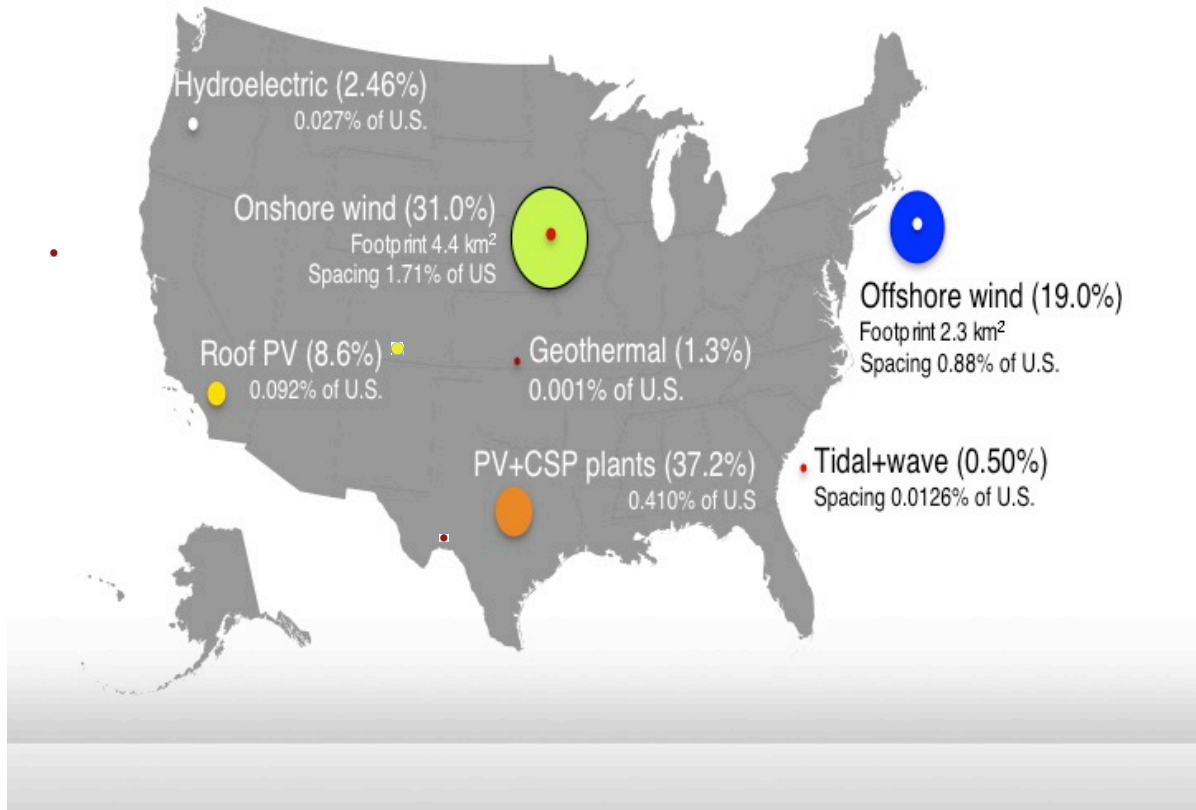 Hydroelectric (2.46%)
0.027% of U.S.
Onshore wind (31.0%)
Footprint 4.4 km²
Spacing 1.71% of US
Offshore wind (19.0%)
Footprint 2.3 km²
Spacing 0.88% of U.S.
Roof PV (8.6%)
0.092% of U.S.
Geothermal (1.3%)
0.001% of U.S.
PV+CSP plants (37.2%)
0.410% of U.S
Tidal+wave (0.50%)
Spacing 0.0126% of U.S.